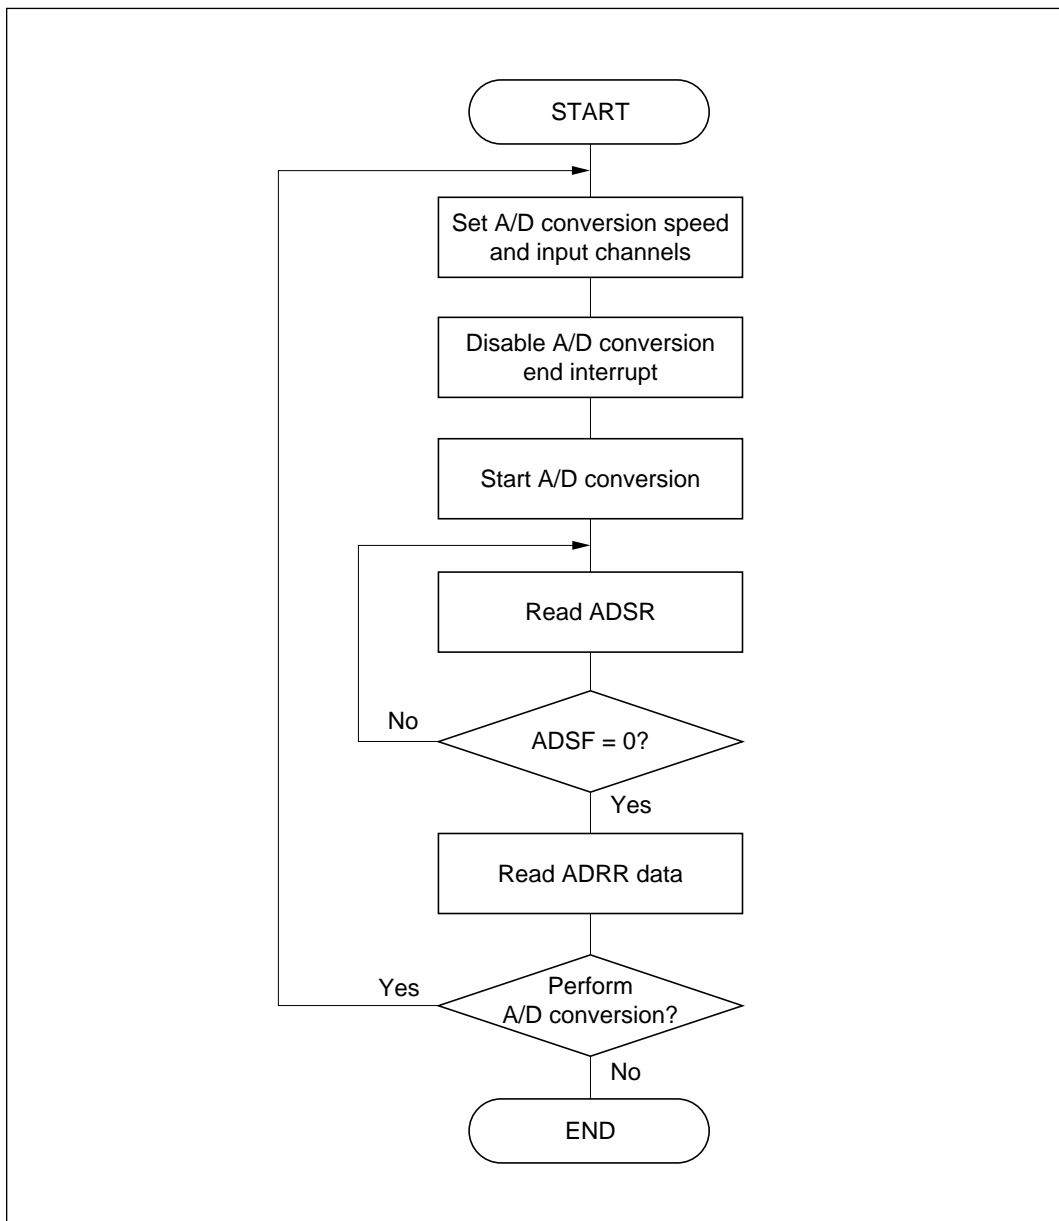 START
Set A/D conversion speed
and input channels
Disable A/D conversion
end interrupt
Start A/D conversion
Read ADSR
No
ADSF = 0?
Yes
Read ADRR data
Yes
Perform
A/D conversion?
No
END